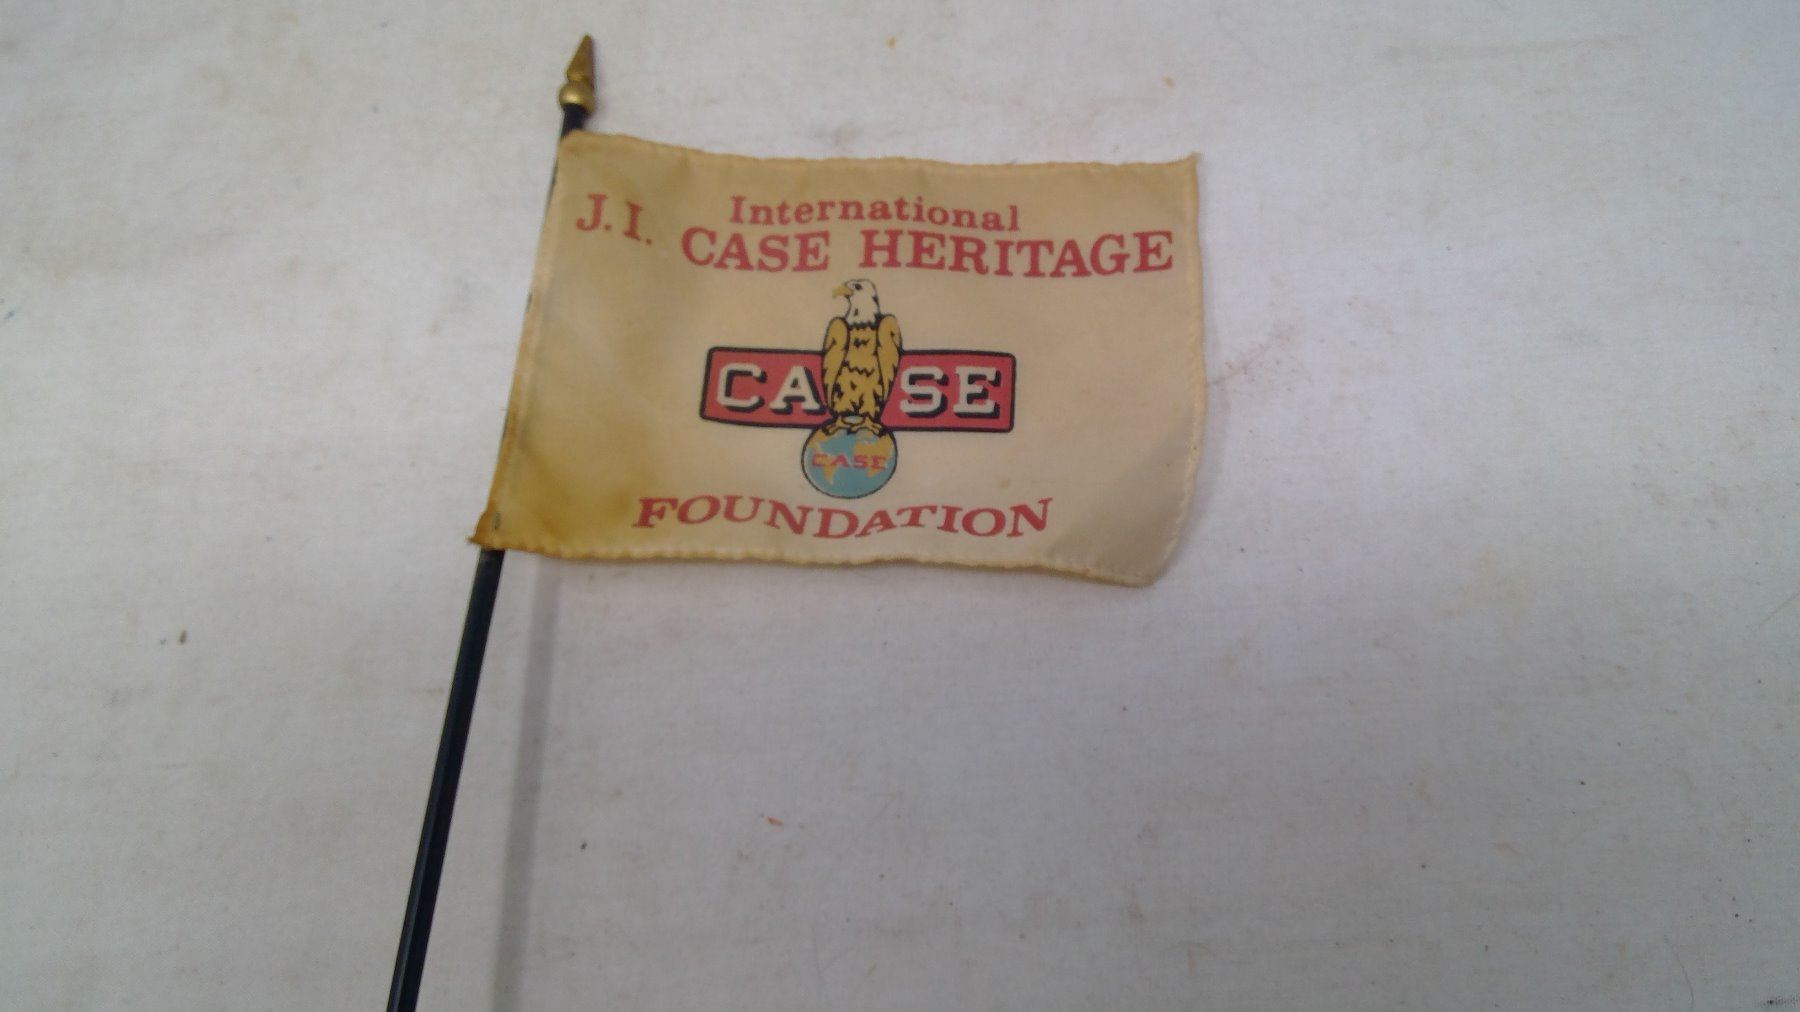 International
J. I. CASE HERITAGE
CASE
CASE
FOUNDATION